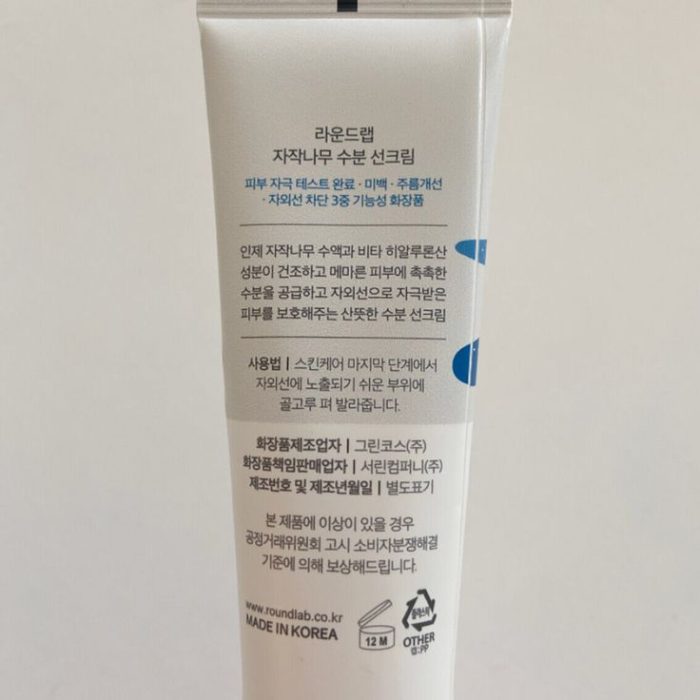 라운드랩
자작나무 수분 선크림
피부 자극 테스트 완료 · 미백 · 주름개선
· 자외선 차단 3중 기능성 화장품
인제 자작나무 수액과 비타 히알루론산
성분이 건조하고 메마른 피부에 촉촉한
수분을 공급하고 자외선으로 자극받은
피부를 보호해주는 산뜻한 수분 선크림
사용법 | 스킨케어 마지막 단계에서
자외선에 노출되기 쉬운 부위에
골고루 펴 발라줍니다.
화장품제조업자 | 그린코스(주)
화장품책임판매업자 | 서린컴퍼니(주)
제조번호 및 제조년월일 | 별도표기
본 제품에 이상이 있을 경우
공정거래위원회 고시 소비자분쟁해결
기준에 의해 보상해드립니다.
www.roundlab.co.kr
MADE IN KOREA
12 M
플라스틱
OTHER
캡:PP